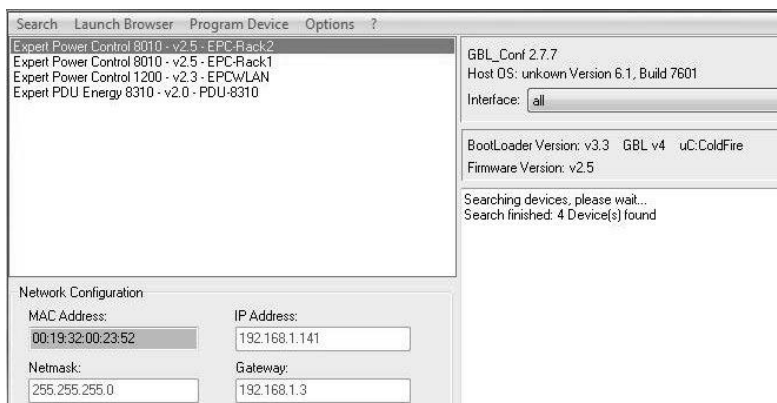 Search Launch Browser Program Device Options ?
Expert Power Control 8010 - v2.5 - EPC-Rack2
Expert Power Control 8010 - v2.5 - EPC-Rack1
Expert Power Control 1200 - v2.3 - EPCWLAN
Expert PDU Energy 8310 - v2.0 - PDU-8310
GBL_Conf 2.7.7
Host OS: unkown Version 6.1, Build 7601
Interface: all
BootLoader Version: v3.3 GBL v4 uC:ColdFire
Firmware Version: v2.5
Searching devices, please wait...
Search finished: 4 Device(s) found
Network Configuration
MAC Address: IP Address:
00:19:32:00:23:52 192.168.1.141
Netmask: Gateway:
255.255.255.0 192.168.1.3